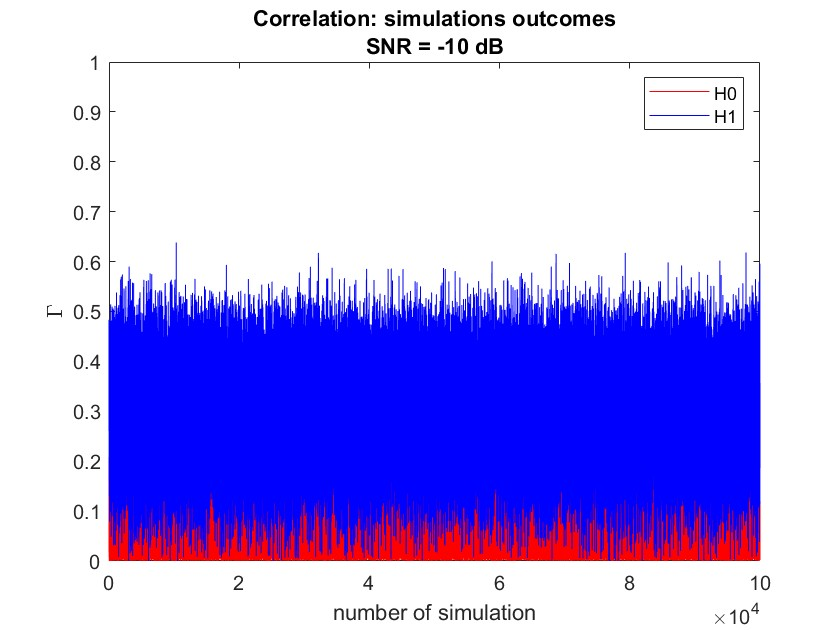 Correlation: simulations outcomes
SNR = -10 dB
H0
H1
1
0.9
0.8
0.7
0.6
0.5
0.4
0.3
0.2
0.1
0
Γ
0 2 4 6 8 10
number of simulation
×10^4